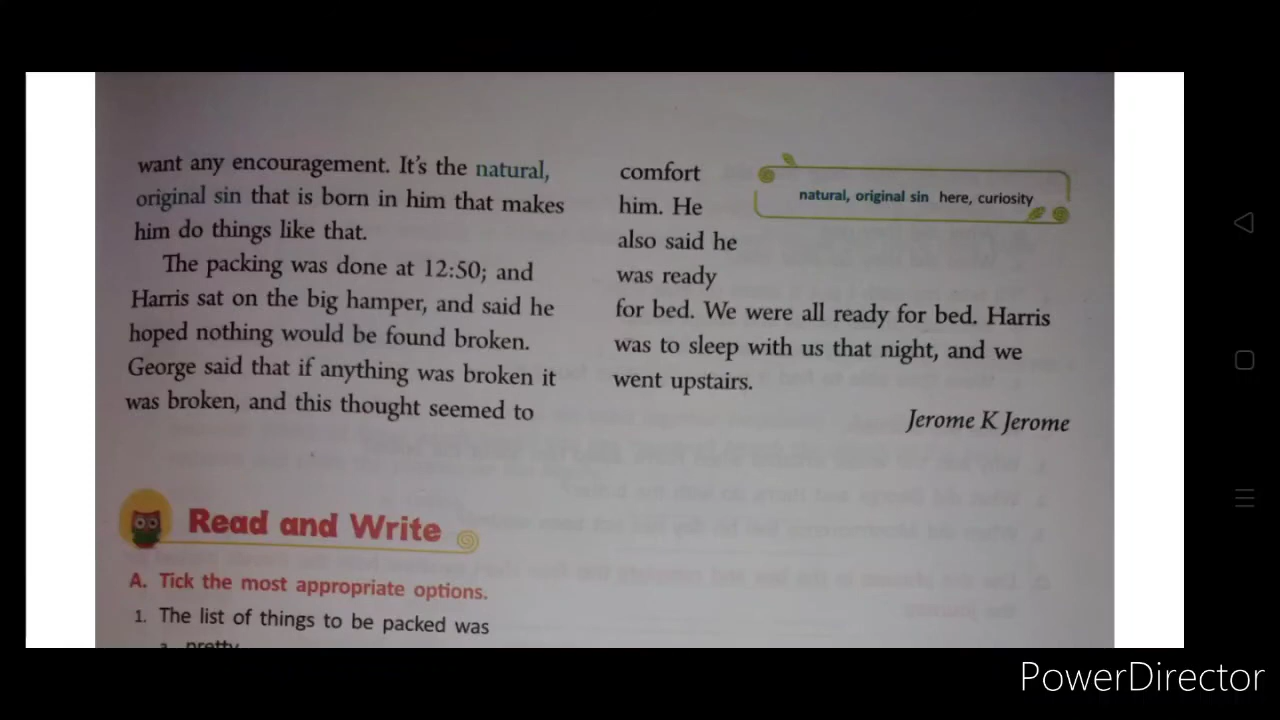 want any encouragement. It's the natural,
original sin that is born in him that makes
him do things like that.
The packing was done at 12:50; and
Harris sat on the big hamper, and said he
hoped nothing would be found broken.
George said that if anything was broken it
was broken, and this thought seemed to
comfort
him. He
also said he
was ready
for bed. We were all ready for bed. Harris
was to sleep with us that night, and we
went upstairs.
Jerome K Jerome
natural, original sin here, curiosity
Read and Write
A. Tick the most appropriate options.
1. The list of things to be packed was
a. pretty
PowerDirector